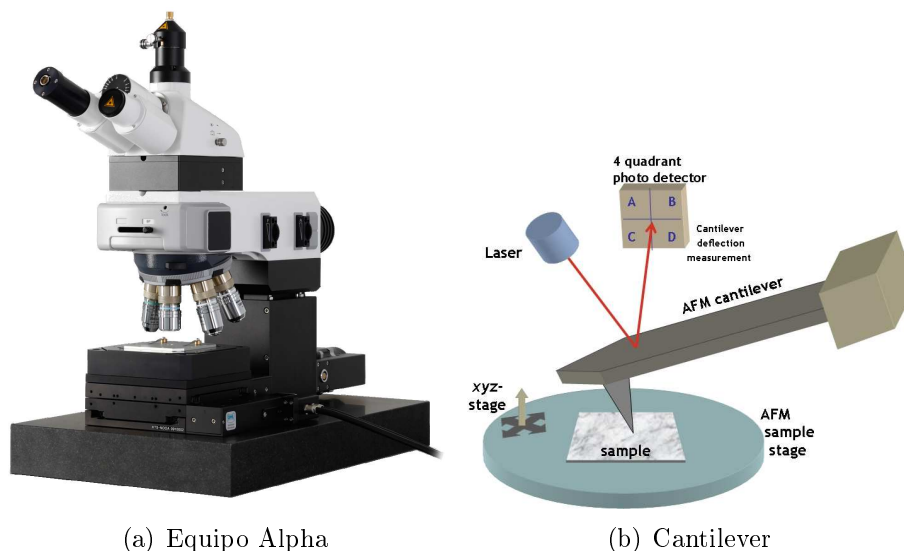 4 quadrant
photo detector
A B
C D
Cantilever
deflection
measurement
Laser
AFM cantilever
xyz-
stage
AFM
sample
stage
sample
(a) Equipo Alpha
(b) Cantilever